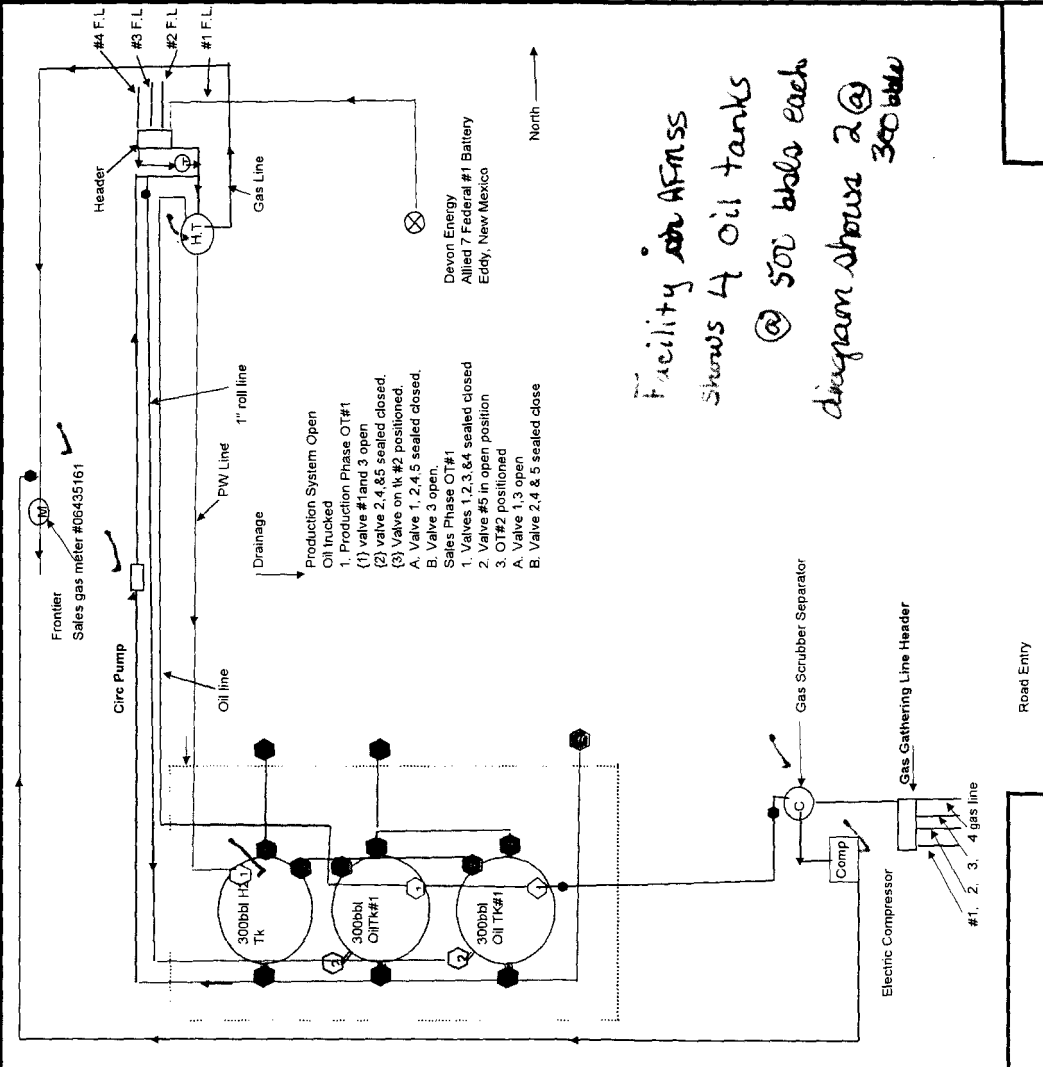 #4 F.L
#3 F.L
#2 F.L
#1 F.L.
Header
H.T
Gas Line
1" roll line
PW Line
Oil line
Circ Pump
Frontier
Sales gas meter #06435161
M
North
Devon Energy
Allied 7 Federal #1 Battery
Eddy, New Mexico
Drainage
Production System Open
Oil trucked
1. Production Phase OT#1
{1} valve #1and 3 open
{2} valve 2,4,&5 sealed closed.
{3} Valve on tk #2 positioned.
A. Valve 1, 2,4,5 sealed closed.
B. Valve 3 open.
Sales Phase OT#1
1. Valves 1,2,3,&4 sealed closed
2. Valve #5 in open position
3. OT#2 positioned
A. Valve 1,3 open
B. Valve 2,4 & 5 sealed close
Facility in AFMSS
shows 4 oil tanks
@ 500 bbls each
diagram shows 2 @
300 bbls
300bbl
Tk
1
300bbl
OilTk#1
1
2
300bbl
Oil TK#1
2
Gas Scrubber Separator
C
Comp
Electric Compressor
Gas Gathering Line Header
#1, 2, 3, 4 gas line
Road Entry